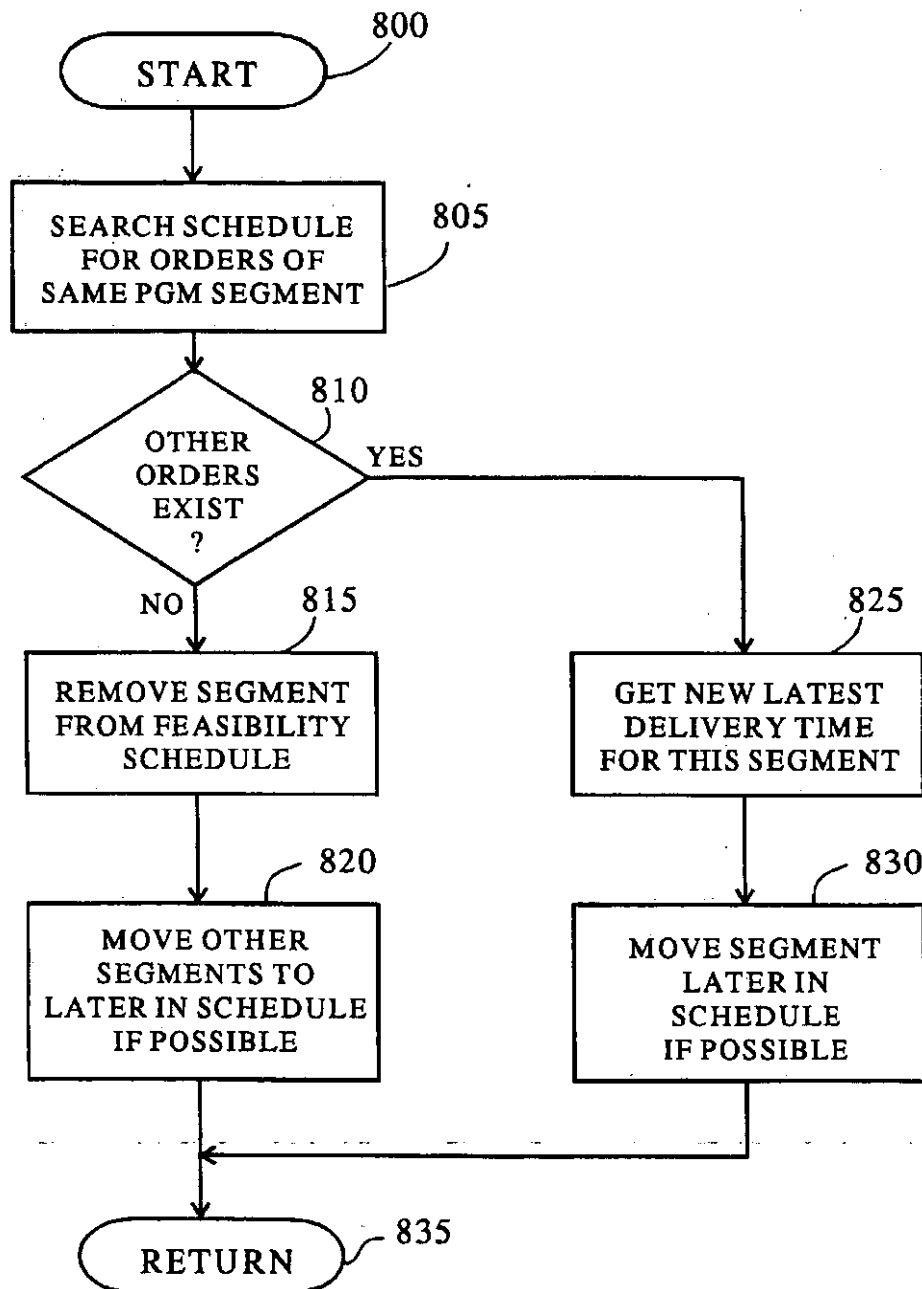 800
START
805
SEARCH SCHEDULE
FOR ORDERS OF
SAME PGM SEGMENT
810
OTHER
ORDERS
EXIST
?
YES
NO
815
REMOVE SEGMENT
FROM FEASIBILITY
SCHEDULE
825
GET NEW LATEST
DELIVERY TIME
FOR THIS SEGMENT
820
MOVE OTHER
SEGMENTS TO
LATER IN SCHEDULE
IF POSSIBLE
830
MOVE SEGMENT
LATER IN
SCHEDULE
IF POSSIBLE
835
RETURN